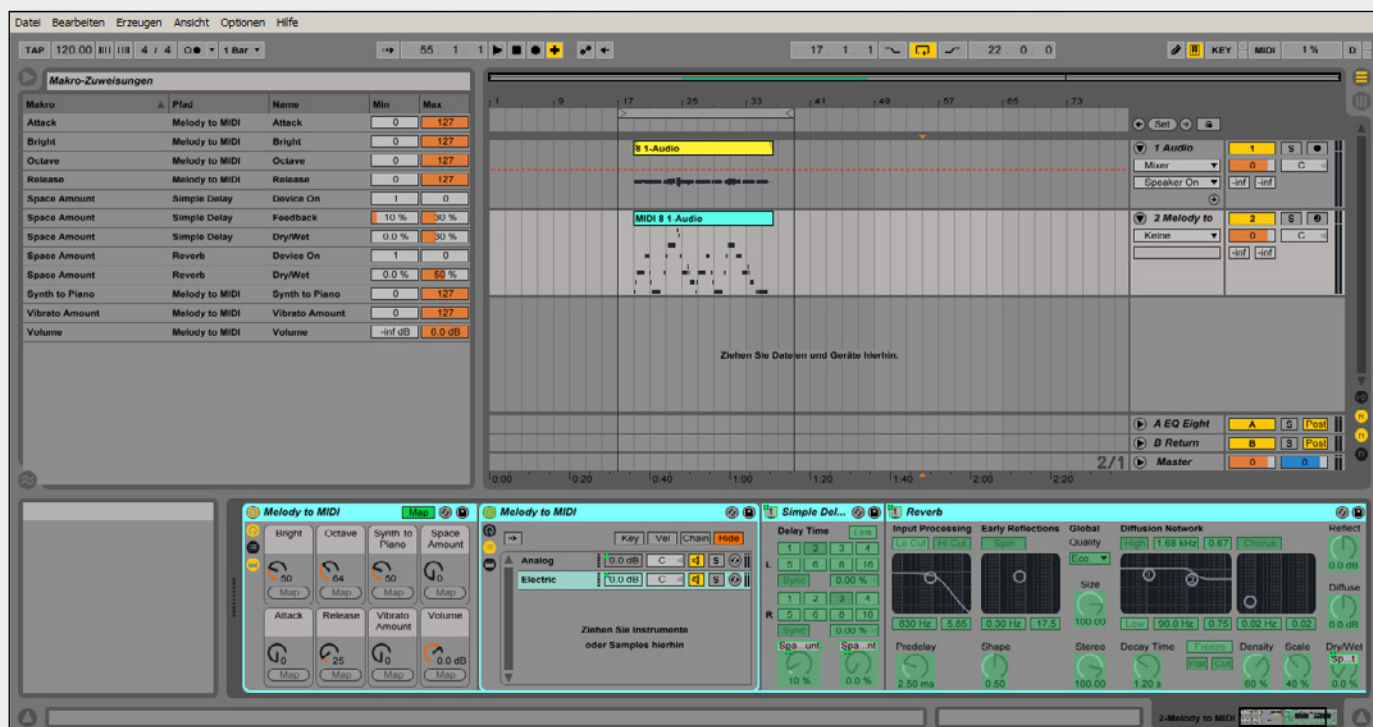 Datei Bearbeiten Erzeugen Ansicht Optionen Hilfe
TAP 120.00 4 / 4 1 Bar 55. 1. 1 17. 1. 1 22. 0. 0 KEY MIDI 1 % D
Makro-Zuweisungen
Makro Pfad Name Min Max
Attack Melody to MIDI Attack 0 127
Bright Melody to MIDI Bright 0 127
Octave Melody to MIDI Octave 0 127
Release Melody to MIDI Release 0 127
Space Amount Simple Delay Device On 1 0
Space Amount Simple Delay Feedback 10 % 30 %
Space Amount Simple Delay Dry/Wet 0.0 % 30 %
Space Amount Reverb Device On 1 0
Space Amount Reverb Dry/Wet 0.0 % 50 %
Synth to Piano Melody to MIDI Synth to Piano 0 127
Vibrato Amount Melody to MIDI Vibrato Amount 0 127
Volume Melody to MIDI Volume -inf dB 0.0 dB
1 9 17 25 33 41 49 57 65 73
Set
8 1-Audio
1 Audio 1 S
Mixer 0 C
Speaker On -inf -inf
MIDI 8 1-Audio
2 Melody to 2 S
Keine 0 C
-inf -inf
Ziehen Sie Dateien und Geräte hierhin.
A EQ Eight A S Post
B Return B S Post
2/1 Master 0 0
0:00 0:20 0:40 1:00 1:20 1:40 2:00 2:20
R
D
Melody to MIDI Map
Bright Octave Synth to Piano Space Amount
50 64 50 0
Map Map Map Map
Attack Release Vibrato Amount Volume
0 25 0 0.0 dB
Map Map Map Map
Melody to MIDI
Key Vel Chain Hide
Analog 0.0 dB C S
Electric 0.0 dB C S
Ziehen Sie Instrumente
oder Samples hierhin
Simple Del...
Delay Time Link
1 2 3 4
L 5 6 8 16
Sync 0.00 %
1 2 3 4
R 5 6 8 16
Sync 0.00 %
Spa...unt Spa...nt
10 % 0.0 %
Reverb
Input Processing Early Reflections Global Diffusion Network Reflect
Lo Cut Hi Cut Spin Quality High 1.68 kHz 0.67 Chorus
Eco 0.0 dB
Size Diffuse
830 Hz 5.85 0.30 Hz 17.5 100.00 Low 90.0 Hz 0.75 0.02 Hz 0.02 0.0 dB
Predelay Shape Stereo Decay Time Freeze Density Scale Dry/Wet
Flat Cut Sp...t
2.50 ms 0.50 100.00 1.20 s 60 % 40 % 0.0 %
2-Melody to MIDI